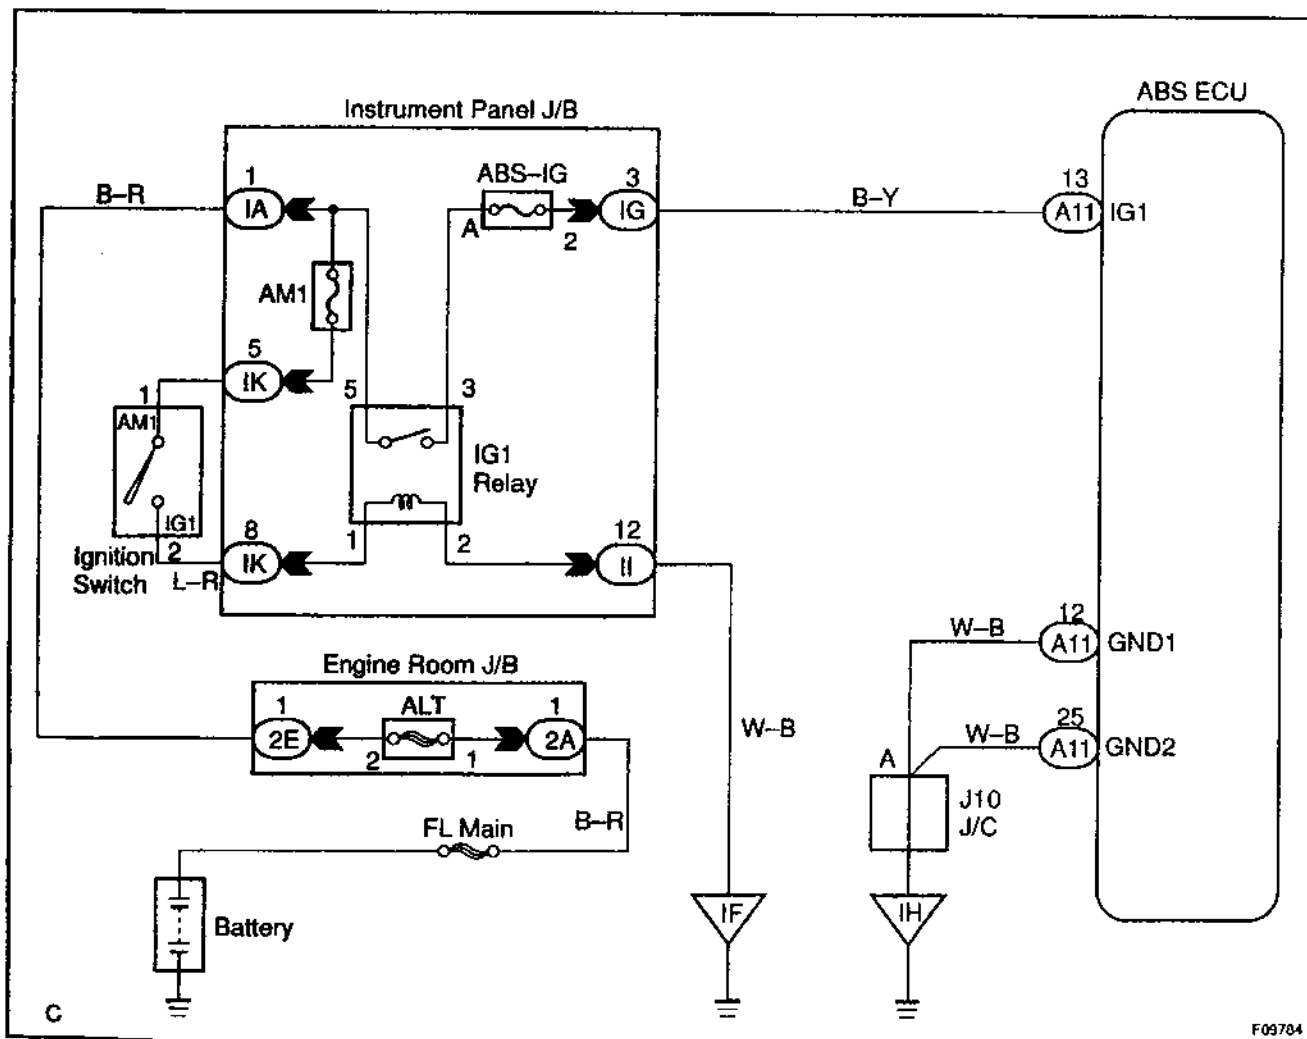 ABS ECU
Instrument Panel J/B
1
ABS–IG
3
13
B–R
IA
A
2
IG
B–Y
A11
IG1
AM1
5
IK
5
3
1
AM1
IG1
Relay
IG1
8
1
2
12
Ignition
Switch
2
L–R
IK
II
12
W–B
A11
GND1
Engine Room J/B
1
ALT
1
25
2E
2
1
2A
W–B
W–B
A11
GND2
A
J10
J/C
B–R
FL Main
IF
IH
Battery
C
F09784